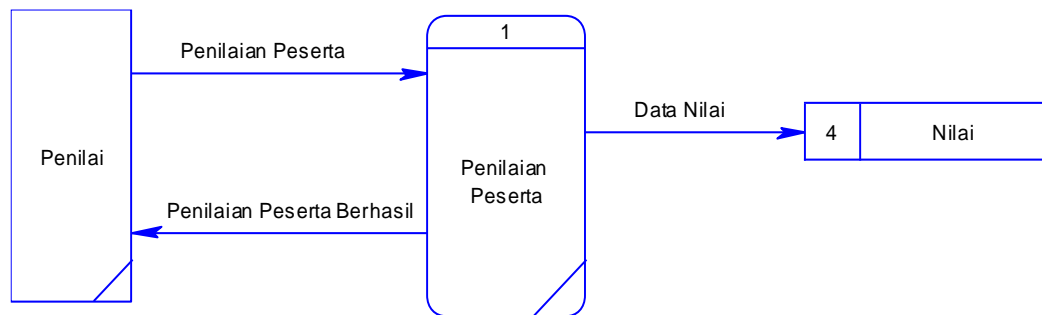 1
Penilaian Peserta
Data Nilai
4
Nilai
Penilai
Penilaian
Peserta
Penilaian Peserta Berhasil